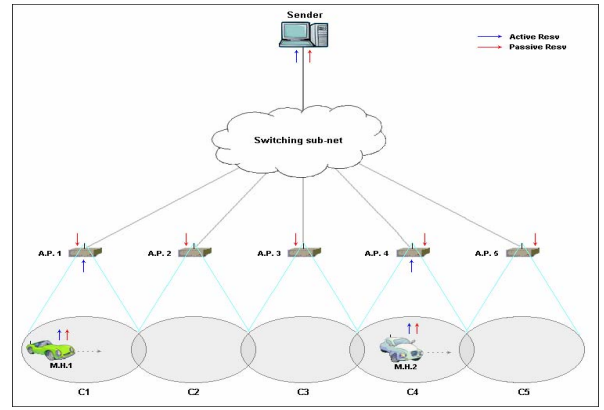 Sender
Active Resv
Passive Resv
Switching sub-net
A.P. 1
A.P. 2
A.P. 3
A.P. 4
A.P. 5
M.H.1
M.H.2
C1
C2
C3
C4
C5